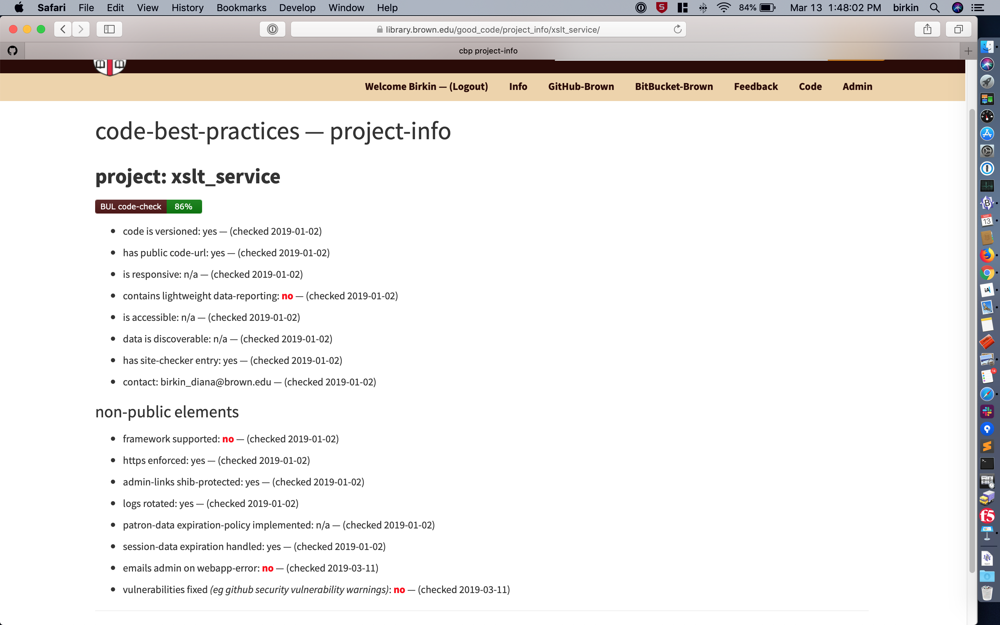 Safari File Edit View History Bookmarks Develop Window Help 84% Mar 13 1:48:02 PM birkin
library.brown.edu/good_code/project_info/xslt_service/
cbp project-info
Welcome Birkin — (Logout) Info GitHub-Brown BitBucket-Brown Feedback Code Admin
code-best-practices — project-info
project: xslt_service
BUL code-check 86%
• code is versioned: yes — (checked 2019-01-02)
• has public code-url: yes — (checked 2019-01-02)
• is responsive: n/a — (checked 2019-01-02)
• contains lightweight data-reporting: no — (checked 2019-01-02)
• is accessible: n/a — (checked 2019-01-02)
• data is discoverable: n/a — (checked 2019-01-02)
• has site-checker entry: yes — (checked 2019-01-02)
• contact: birkin_diana@brown.edu — (checked 2019-01-02)
non-public elements
• framework supported: no — (checked 2019-01-02)
• https enforced: yes — (checked 2019-01-02)
• admin-links shib-protected: yes — (checked 2019-01-02)
• logs rotated: yes — (checked 2019-01-02)
• patron-data expiration-policy implemented: n/a — (checked 2019-01-02)
• session-data expiration handled: yes — (checked 2019-01-02)
• emails admin on webapp-error: no — (checked 2019-03-11)
• vulnerabilities fixed (eg github security vulnerability warnings): no — (checked 2019-03-11)
MAR
13
iA
14
f5
TEXT